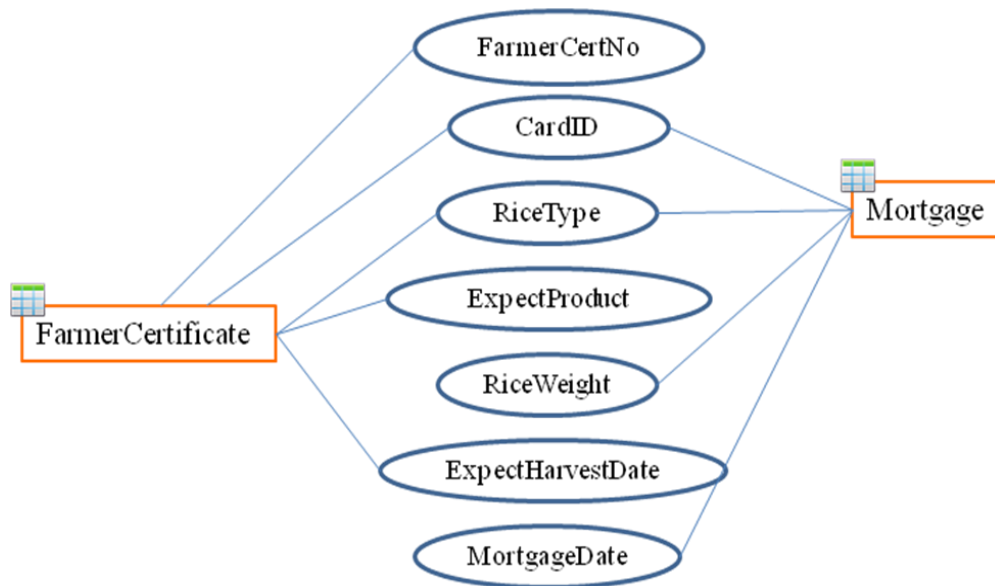 FarmerCertNo
CardID
RiceType
Mortgage
ExpectProduct
FarmerCertificate
RiceWeight
ExpectHarvestDate
MortgageDate